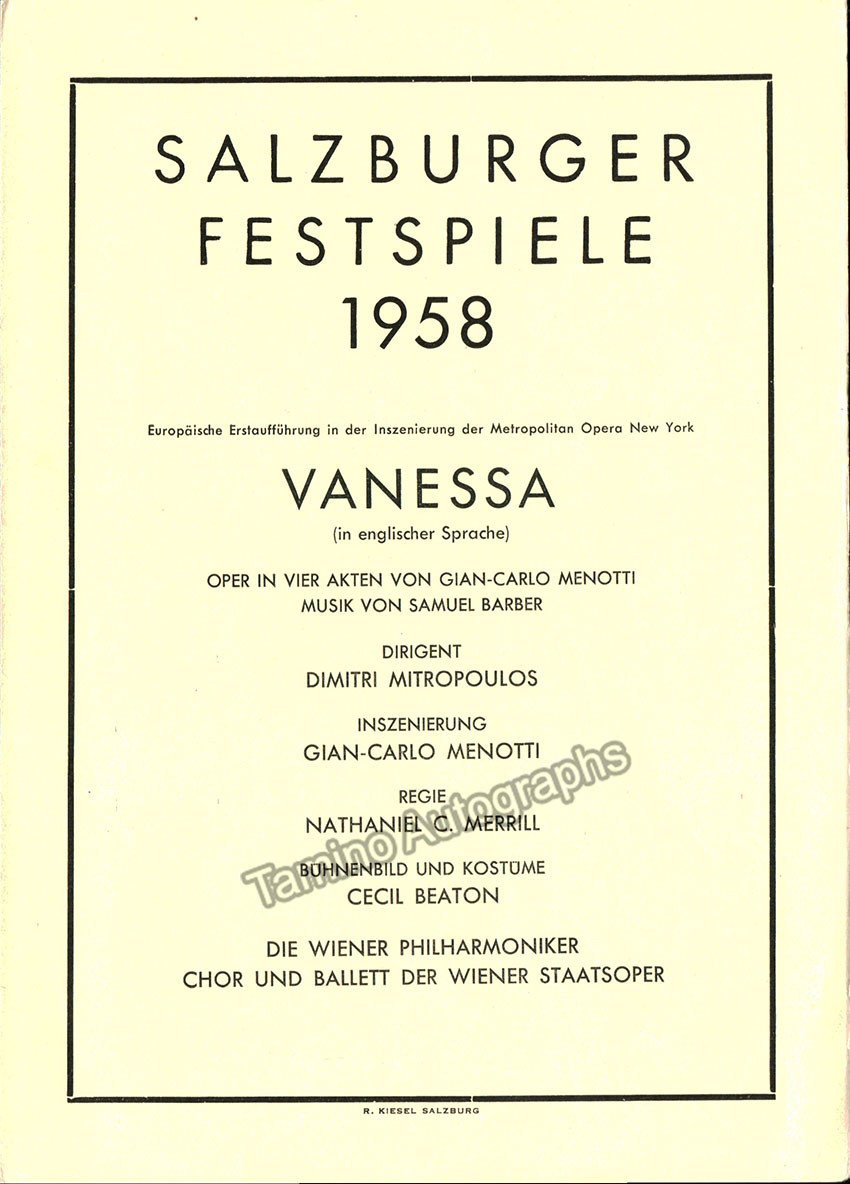 SALZBURGER
FESTSPIELE
1958
Europäische Erstaufführung in der Inszenierung der Metropolitan Opera New York
VANESSA
(in englischer Sprache)
OPER IN VIER AKTEN VON GIAN-CARLO MENOTTI
MUSIK VON SAMUEL BARBER
DIRIGENT
DIMITRI MITROPOULOS
INSZENIERUNG
GIAN-CARLO MENOTTI
REGIE
NATHANIEL C. MERRILL
BÜHNENBILD UND KOSTÜME
CECIL BEATON
DIE WIENER PHILHARMONIKER
CHOR UND BALLETT DER WIENER STAATSOPER
R. KIESEL SALZBURG
Tamino Autographs